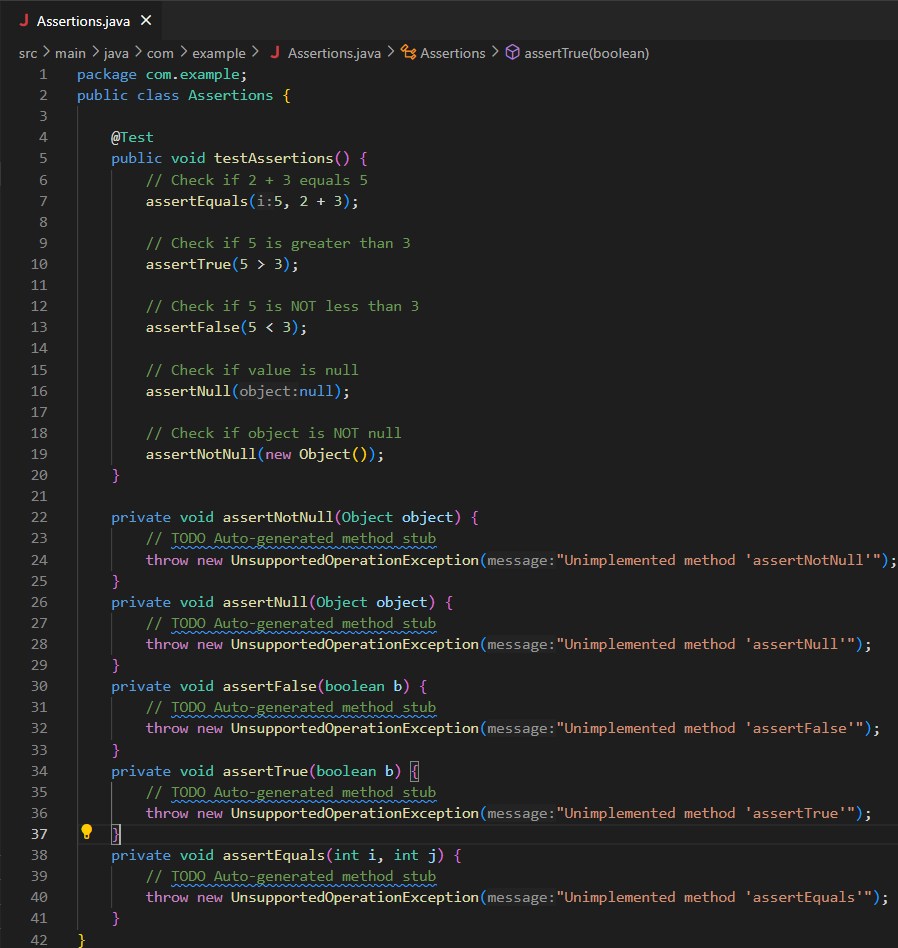 J Assertions.java ×
src > main > java > com > example > J Assertions.java > Assertions > assertTrue(boolean)
1 package com.example;
2 public class Assertions {
3
4     @Test
5     public void testAssertions() {
6         // Check if 2 + 3 equals 5
7         assertEquals(i:5, 2 + 3);
8
9         // Check if 5 is greater than 3
10         assertTrue(5 > 3);
11
12         // Check if 5 is NOT less than 3
13         assertFalse(5 < 3);
14
15         // Check if value is null
16         assertNull(object:null);
17
18         // Check if object is NOT null
19         assertNotNull(new Object());
20     }
21
22     private void assertNotNull(Object object) {
23         // TODO Auto-generated method stub
24         throw new UnsupportedOperationException(message:"Unimplemented method 'assertNotNull'");
25     }
26     private void assertNull(Object object) {
27         // TODO Auto-generated method stub
28         throw new UnsupportedOperationException(message:"Unimplemented method 'assertNull'");
29     }
30     private void assertFalse(boolean b) {
31         // TODO Auto-generated method stub
32         throw new UnsupportedOperationException(message:"Unimplemented method 'assertFalse'");
33     }
34     private void assertTrue(boolean b) {
35         // TODO Auto-generated method stub
36         throw new UnsupportedOperationException(message:"Unimplemented method 'assertTrue'");
37     }
38     private void assertEquals(int i, int j) {
39         // TODO Auto-generated method stub
40         throw new UnsupportedOperationException(message:"Unimplemented method 'assertEquals'");
41     }
42 }